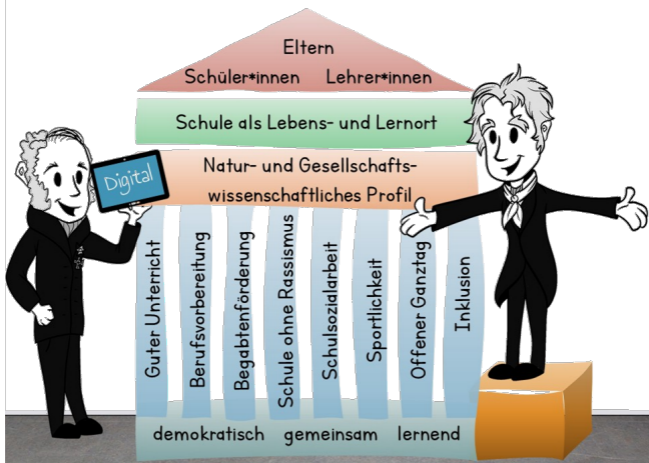 Eltern
Schüler*innen Lehrer*innen
Schule als Lebens- und Lernort
Natur- und Gesellschafts-
wissenschaftliches Profil
Digital
Guter Unterricht
Berufsvorbereitung
Begabtenförderung
Schule ohne Rassismus
Schulsozialarbeit
Sportlichkeit
Offener Ganztag
Inklusion
demokratisch gemeinsam lernend